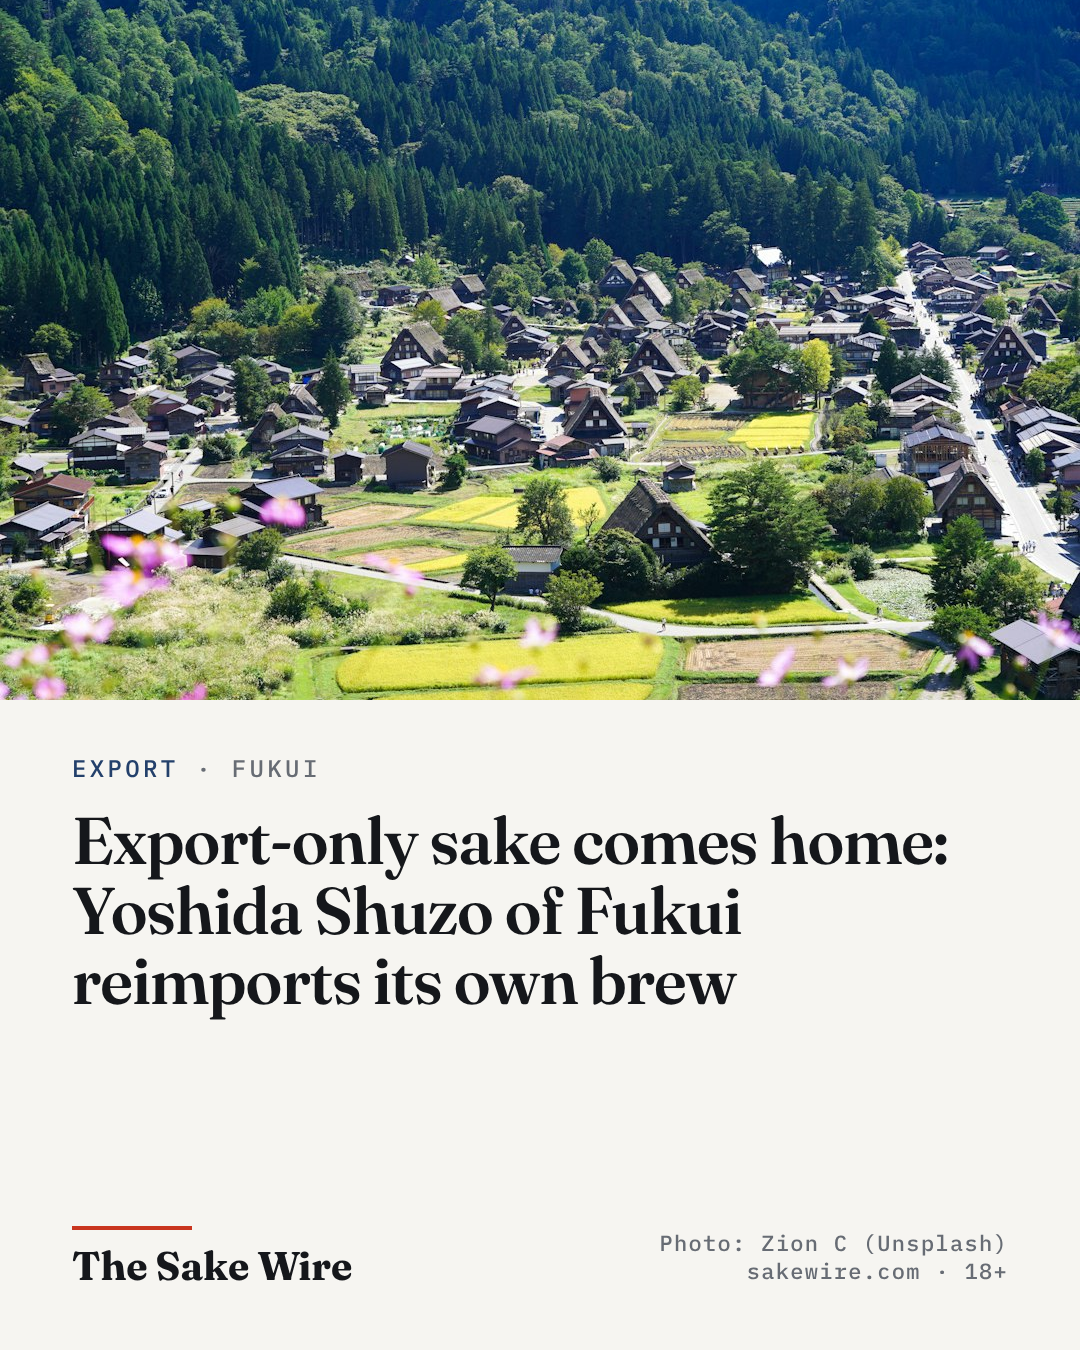 EXPORT · FUKUI
Export-only sake comes home:
Yoshida Shuzo of Fukui
reimports its own brew
The Sake Wire
Photo: Zion C (Unsplash)
sakewire.com · 18+